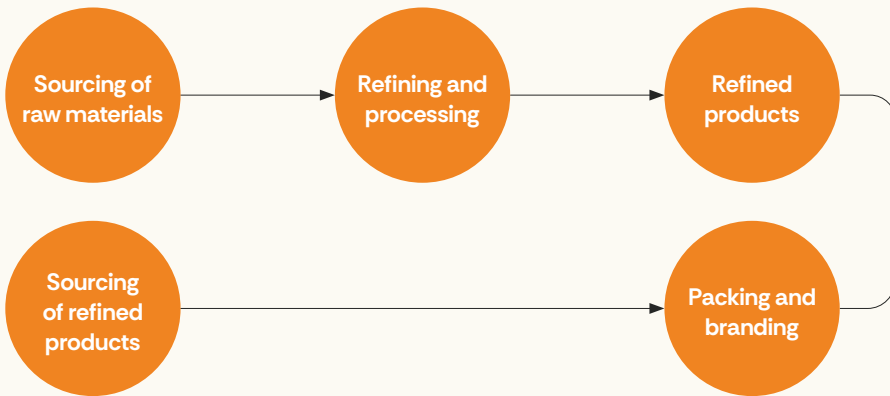 Sourcing of
raw materials
Refining and
processing
Refined
products
Sourcing
of refined
products
Packing and
branding